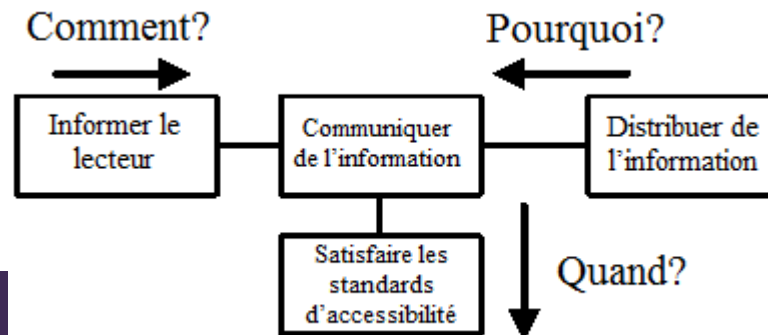 Comment?
Pourquoi?
Informer le
lecteur
Communiquer
de l'information
Distribuer de
l'information
Satisfaire les
standards
d'accessibilité
Quand?